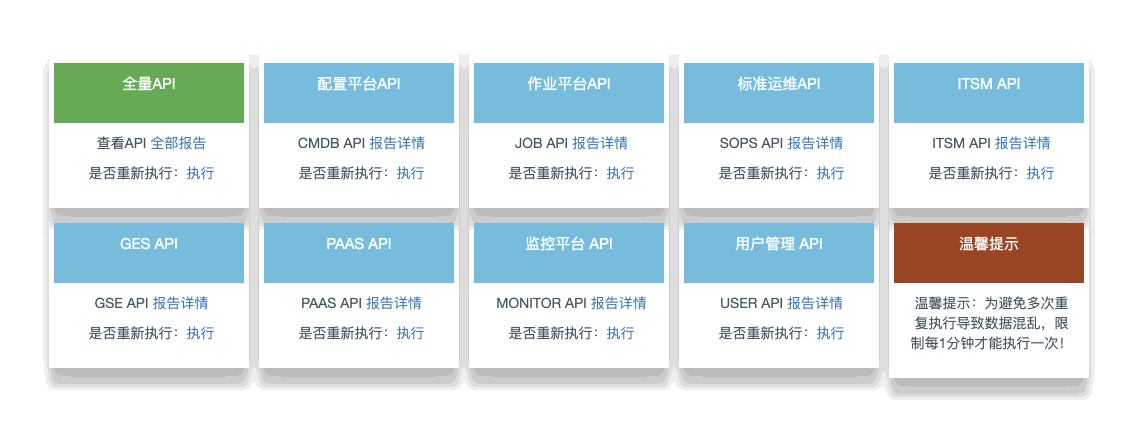 全量API
查看API 全部报告
是否重新执行：执行
配置平台API
CMDB API 报告详情
是否重新执行：执行
作业平台API
JOB API 报告详情
是否重新执行：执行
标准运维API
SOPS API 报告详情
是否重新执行：执行
ITSM API
ITSM API 报告详情
是否重新执行：执行
GES API
GSE API 报告详情
是否重新执行：执行
PAAS API
PAAS API 报告详情
是否重新执行：执行
监控平台 API
MONITOR API 报告详情
是否重新执行：执行
用户管理 API
USER API 报告详情
是否重新执行：执行
温馨提示
温馨提示：为避免多次重
复执行导致数据混乱，限
制每1分钟才能执行一次！